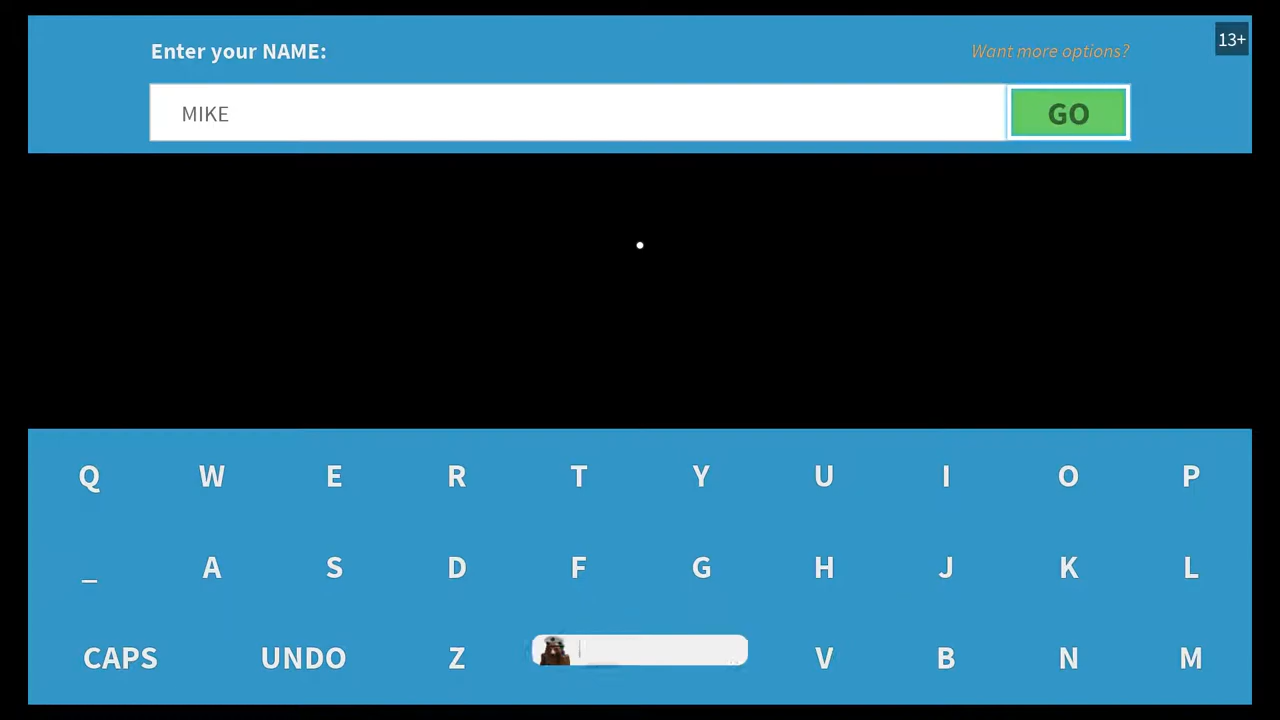 Enter your NAME:
Want more options?
13+
MIKE
GO
Q W E R T Y U I O P
_ A S D F G H J K L
CAPS UNDO Z V B N M